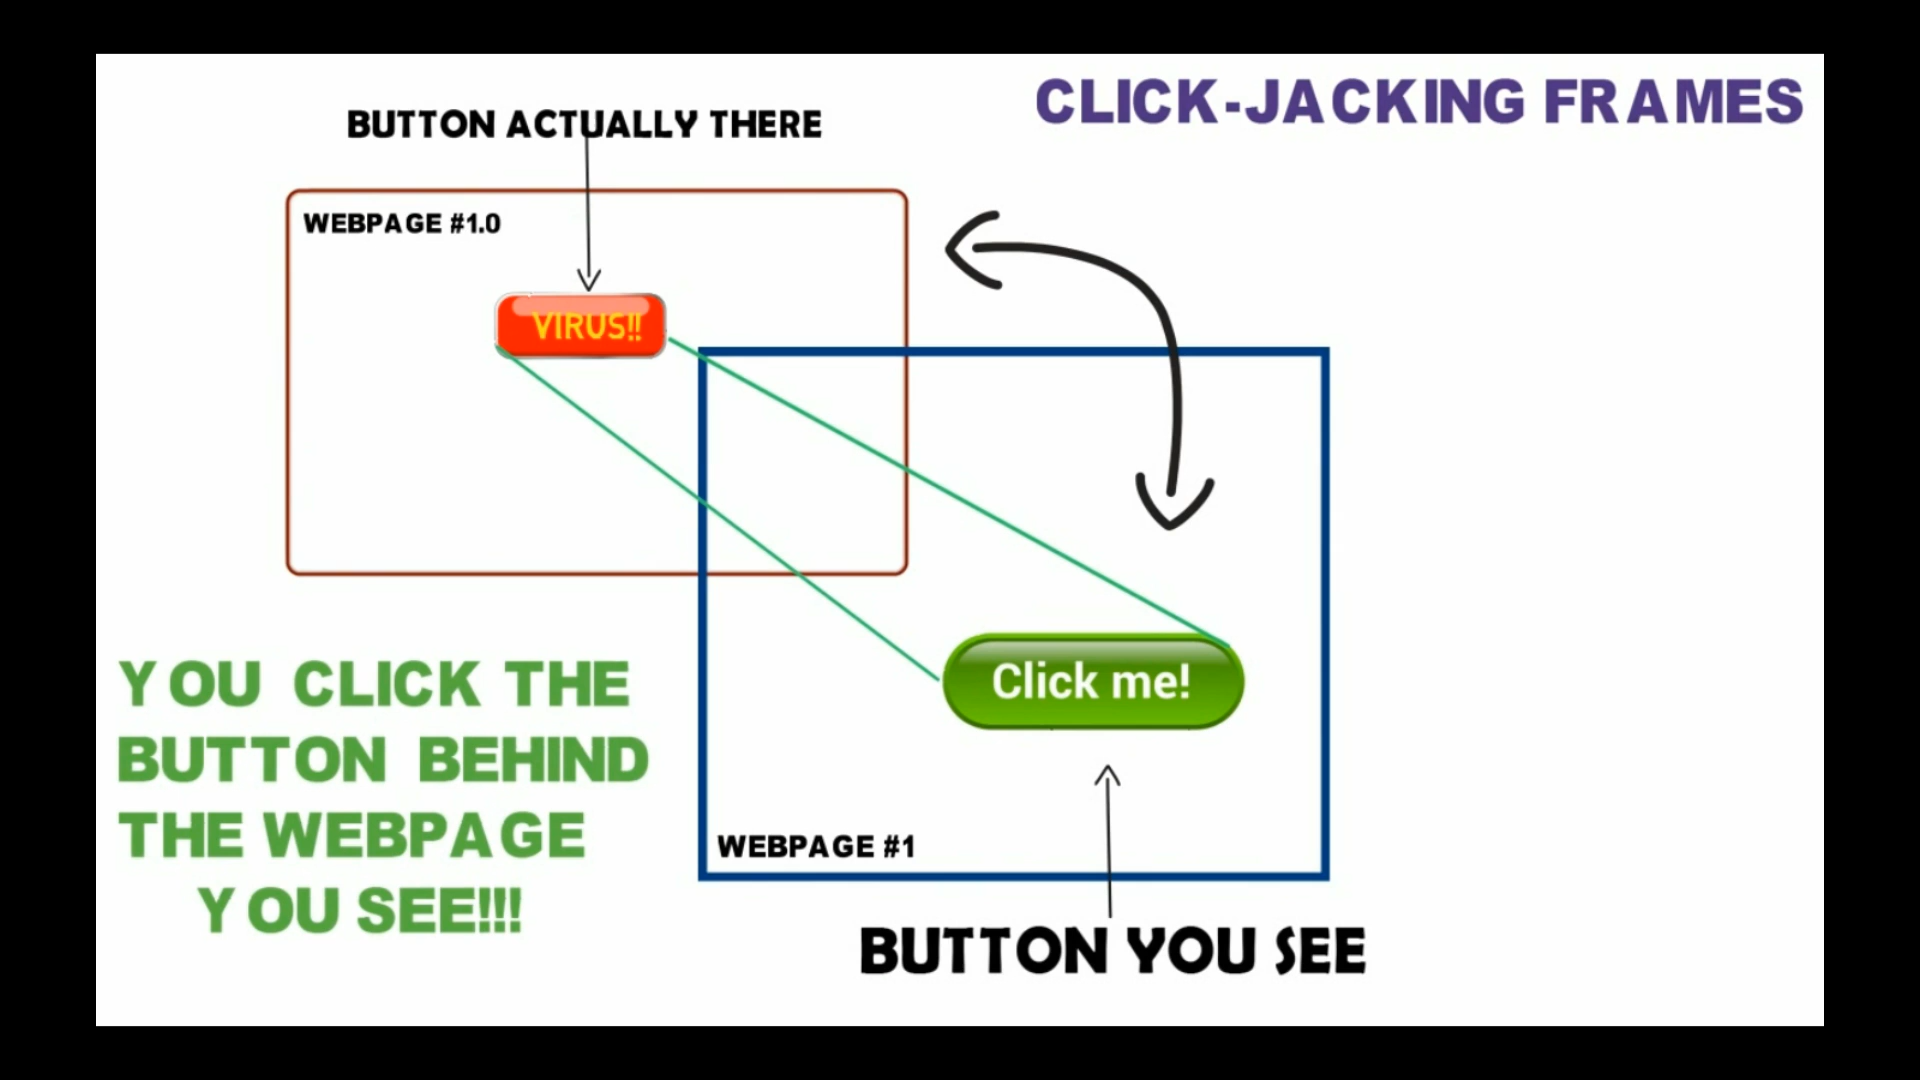 CLICK-JACKING FRAMES
BUTTON ACTUALLY THERE
WEBPAGE #1.0
VIRUS!!
Click me!
YOU CLICK THE
BUTTON BEHIND
THE WEBPAGE
YOU SEE!!!
WEBPAGE #1
BUTTON YOU SEE